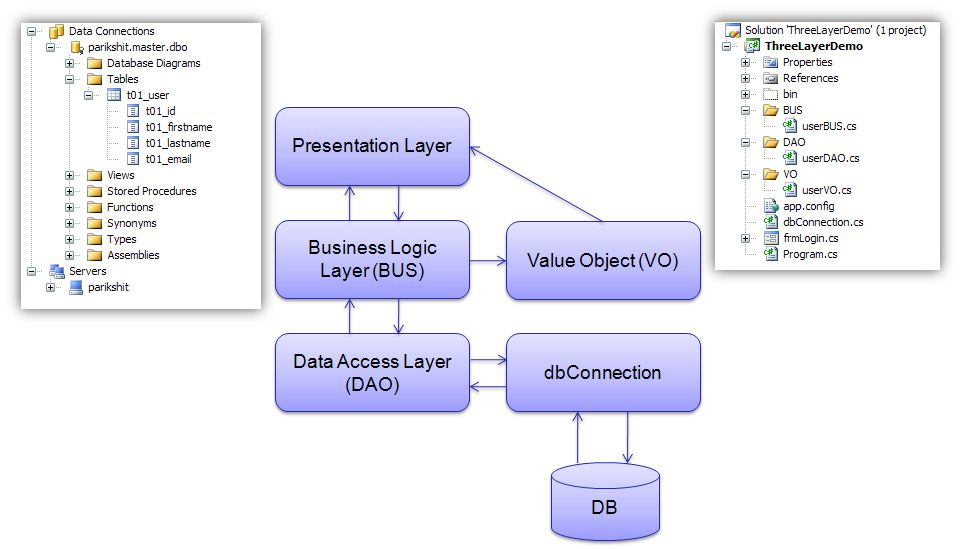 Data Connections
parikshit.master.dbo
Database Diagrams
Tables
t01_user
t01_id
t01_firstname
t01_lastname
t01_email
Views
Stored Procedures
Functions
Synonyms
Types
Assemblies
Servers
parikshit
Presentation Layer
Business Logic
Layer (BUS)
Value Object (VO)
Data Access Layer
(DAO)
dbConnection
DB
Solution 'ThreeLayerDemo' (1 project)
ThreeLayerDemo
Properties
References
bin
BUS
userBUS.cs
DAO
userDAO.cs
VO
userVO.cs
app.config
dbConnection.cs
frmLogin.cs
Program.cs